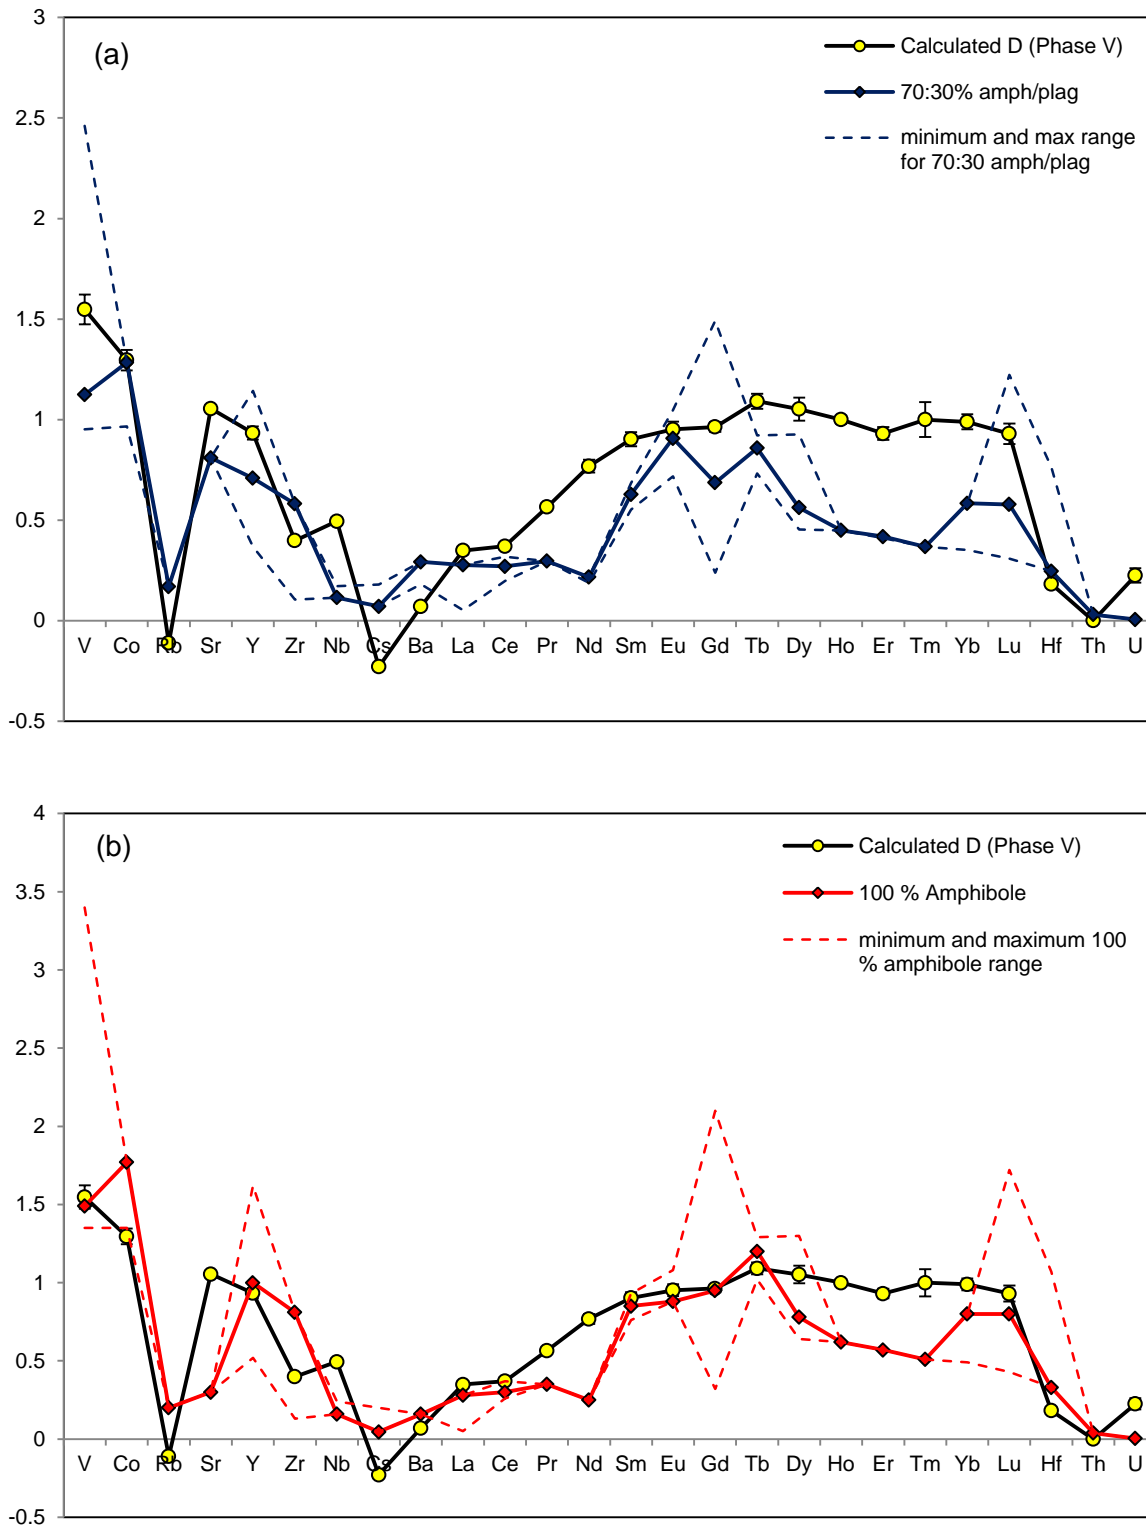 3
(a)
Calculated D (Phase V)
70:30% amph/plag
minimum and max range
for 70:30 amph/plag
2.5
2
1.5
1
0.5
0
V Co Rb Sr Y Zr Nb Cs Ba La Ce Pr Nd Sm Eu Gd Tb Dy Ho Er Tm Yb Lu Hf Th U
-0.5
4
(b)
Calculated D (Phase V)
100 % Amphibole
minimum and maximum 100
% amphibole range
3.5
3
2.5
2
1.5
1
0.5
0
V Co Rb Sr Y Zr Nb Cs Ba La Ce Pr Nd Sm Eu Gd Tb Dy Ho Er Tm Yb Lu Hf Th U
-0.5